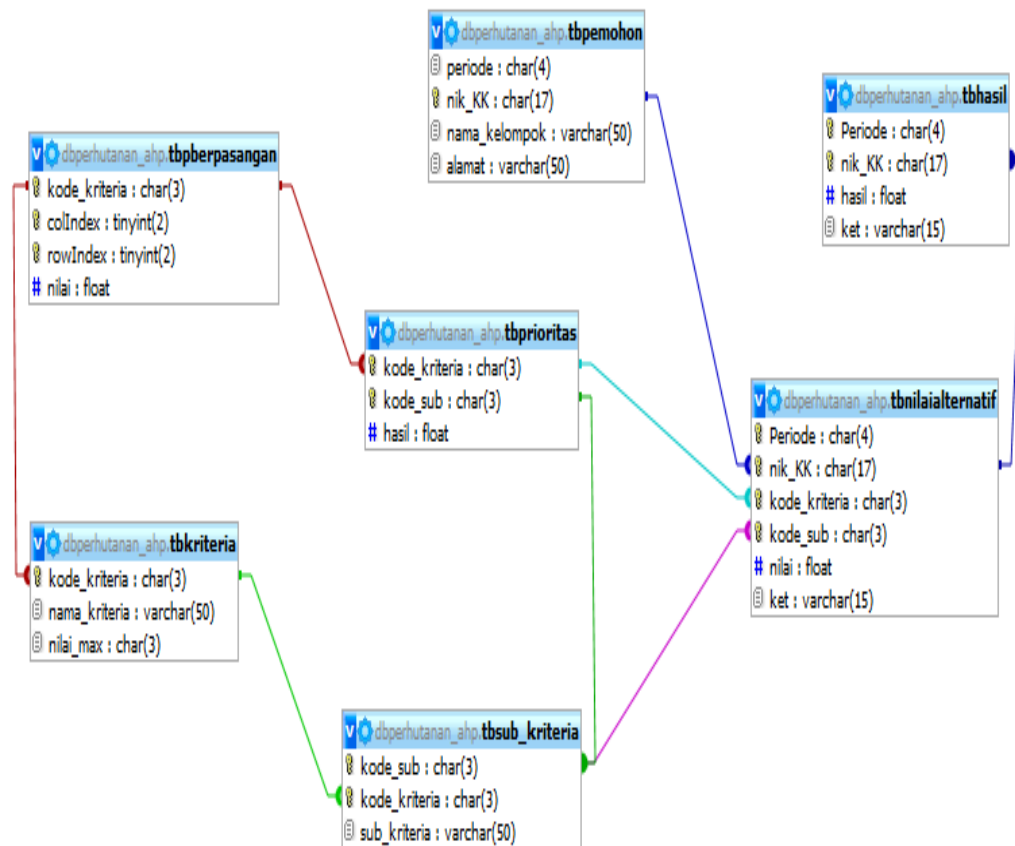 dbperhutanan_ahp.tbpemohon
periode : char(4)
nik_KK : char(17)
nama_kelompok : varchar(50)
alamat : varchar(50)
dbperhutanan_ahp.tbhasil
Periode : char(4)
nik_KK : char(17)
# hasil : float
ket : varchar(15)
dbperhutanan_ahp.tbpberpasangan
kode_kriteria : char(3)
colIndex : tinyint(2)
rowIndex : tinyint(2)
# nilai : float
dbperhutanan_ahp.tbprioritas
kode_kriteria : char(3)
kode_sub : char(3)
# hasil : float
dbperhutanan_ahp.tbnilaialternatif
Periode : char(4)
nik_KK : char(17)
kode_kriteria : char(3)
kode_sub : char(3)
# nilai : float
ket : varchar(15)
dbperhutanan_ahp.tbkriteria
kode_kriteria : char(3)
nama_kriteria : varchar(50)
nilai_max : char(3)
dbperhutanan_ahp.tbsub_kriteria
kode_sub : char(3)
kode_kriteria : char(3)
sub_kriteria : varchar(50)